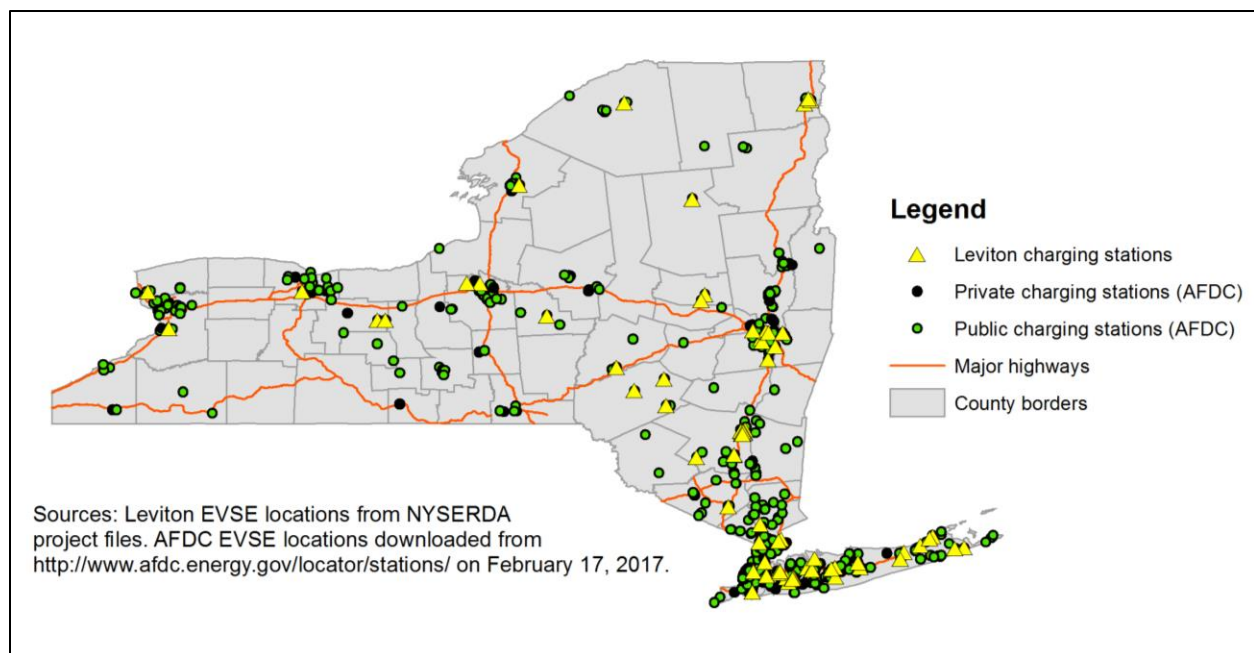 Legend
Leviton charging stations
Private charging stations (AFDC)
Public charging stations (AFDC)
Major highways
County borders
Sources: Leviton EVSE locations from NYSERDA
project files. AFDC EVSE locations downloaded from
http://www.afdc.energy.gov/locator/stations/ on February 17, 2017.